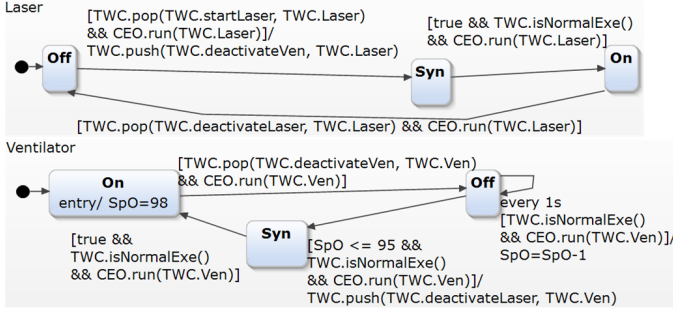 Laser
[TWC.pop(TWC.startLaser, TWC.Laser)
&& CEO.run(TWC.Laser)]/
TWC.push(TWC.deactivateVen, TWC.Laser)
[true && TWC.isNormalExe()
&& CEO.run(TWC.Laser)]
Off
Syn
On
[TWC.pop(TWC.deactivateLaser, TWC.Laser) && CEO.run(TWC.Laser)]
Ventilator
[TWC.pop(TWC.deactivateVen, TWC.Ven)
&& CEO.run(TWC.Ven)]
On
entry/ SpO=98
Off
every 1s
[TWC.isNormalExe()
&& CEO.run(TWC.Ven)]/
SpO=SpO-1
Syn
[true &&
TWC.isNormalExe()
&& CEO.run(TWC.Ven)]
[SpO <= 95 &&
TWC.isNormalExe()
&& CEO.run(TWC.Ven)]/
TWC.push(TWC.deactivateLaser, TWC.Ven)